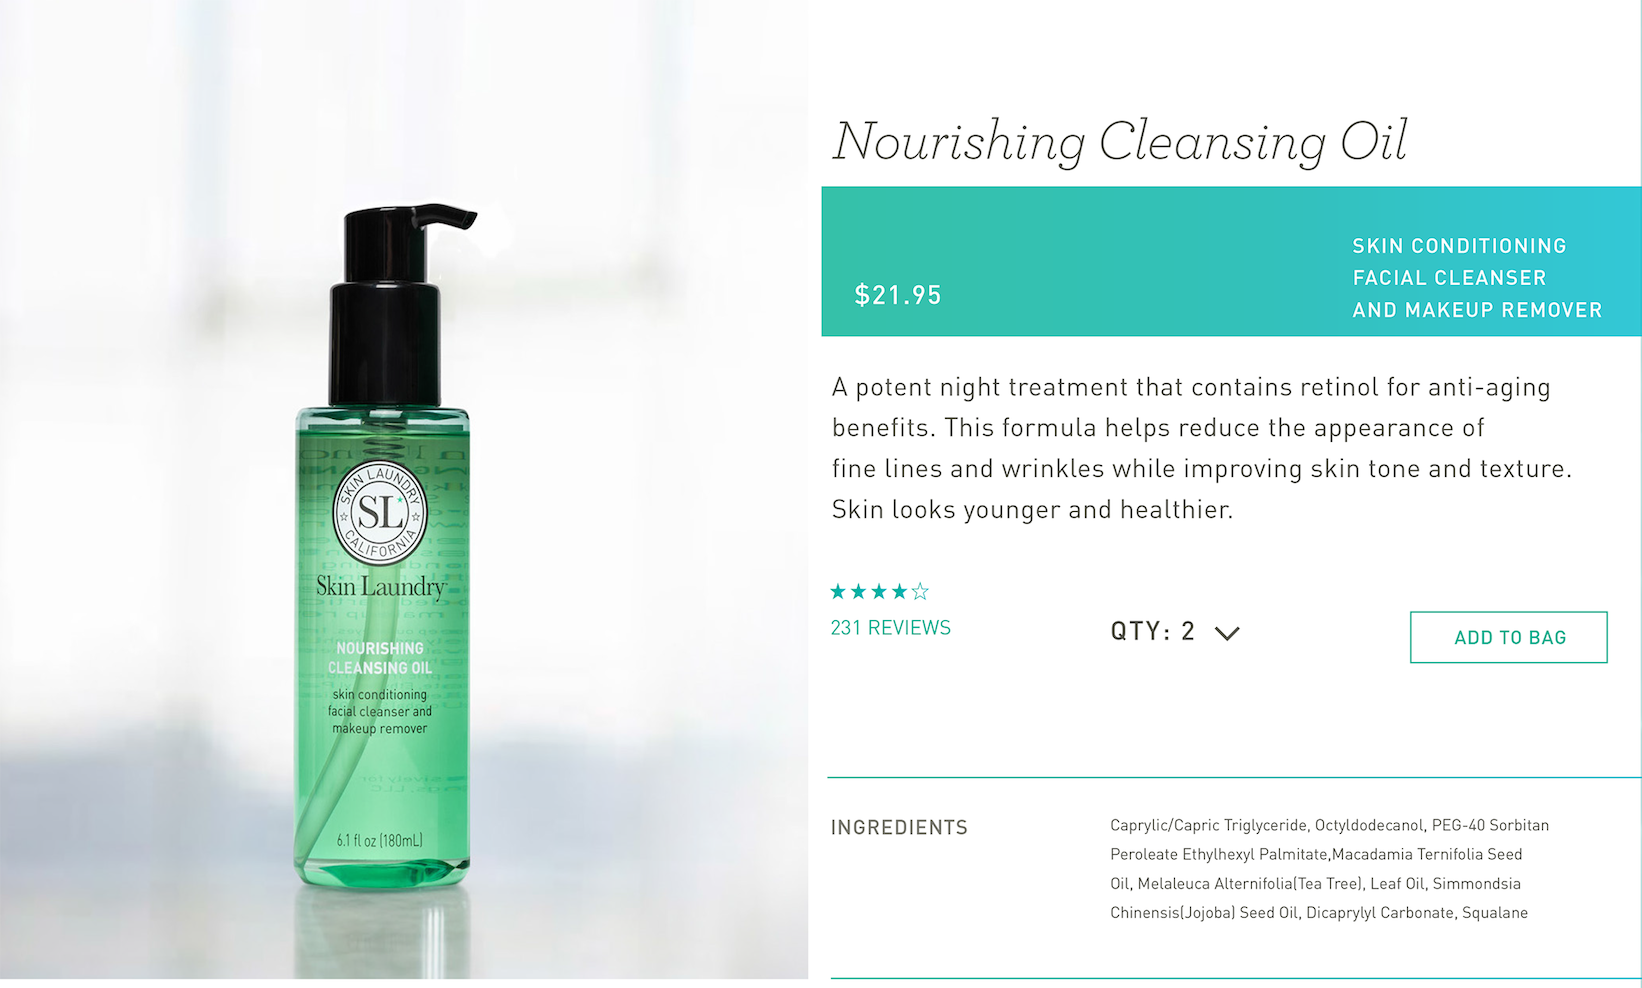 Nourishing Cleansing Oil
$21.95
SKIN CONDITIONING
FACIAL CLEANSER
AND MAKEUP REMOVER
A potent night treatment that contains retinol for anti-aging
benefits. This formula helps reduce the appearance of
fine lines and wrinkles while improving skin tone and texture.
Skin looks younger and healthier.
231 REVIEWS
QTY: 2
ADD TO BAG
INGREDIENTS
Caprylic/Capric Triglyceride, Octyldodecanol, PEG-40 Sorbitan
Peroleate Ethylhexyl Palmitate,Macadamia Ternifolia Seed
Oil, Melaleuca Alternifolia(Tea Tree), Leaf Oil, Simmondsia
Chinensis(Jojoba) Seed Oil, Dicaprylyl Carbonate, Squalane
SKIN LAUNDRY
SL
CALIFORNIA
Skin Laundry
NOURISHING
CLEANSING OIL
skin conditioning
facial cleanser and
makeup remover
6.1 fl oz (180mL)